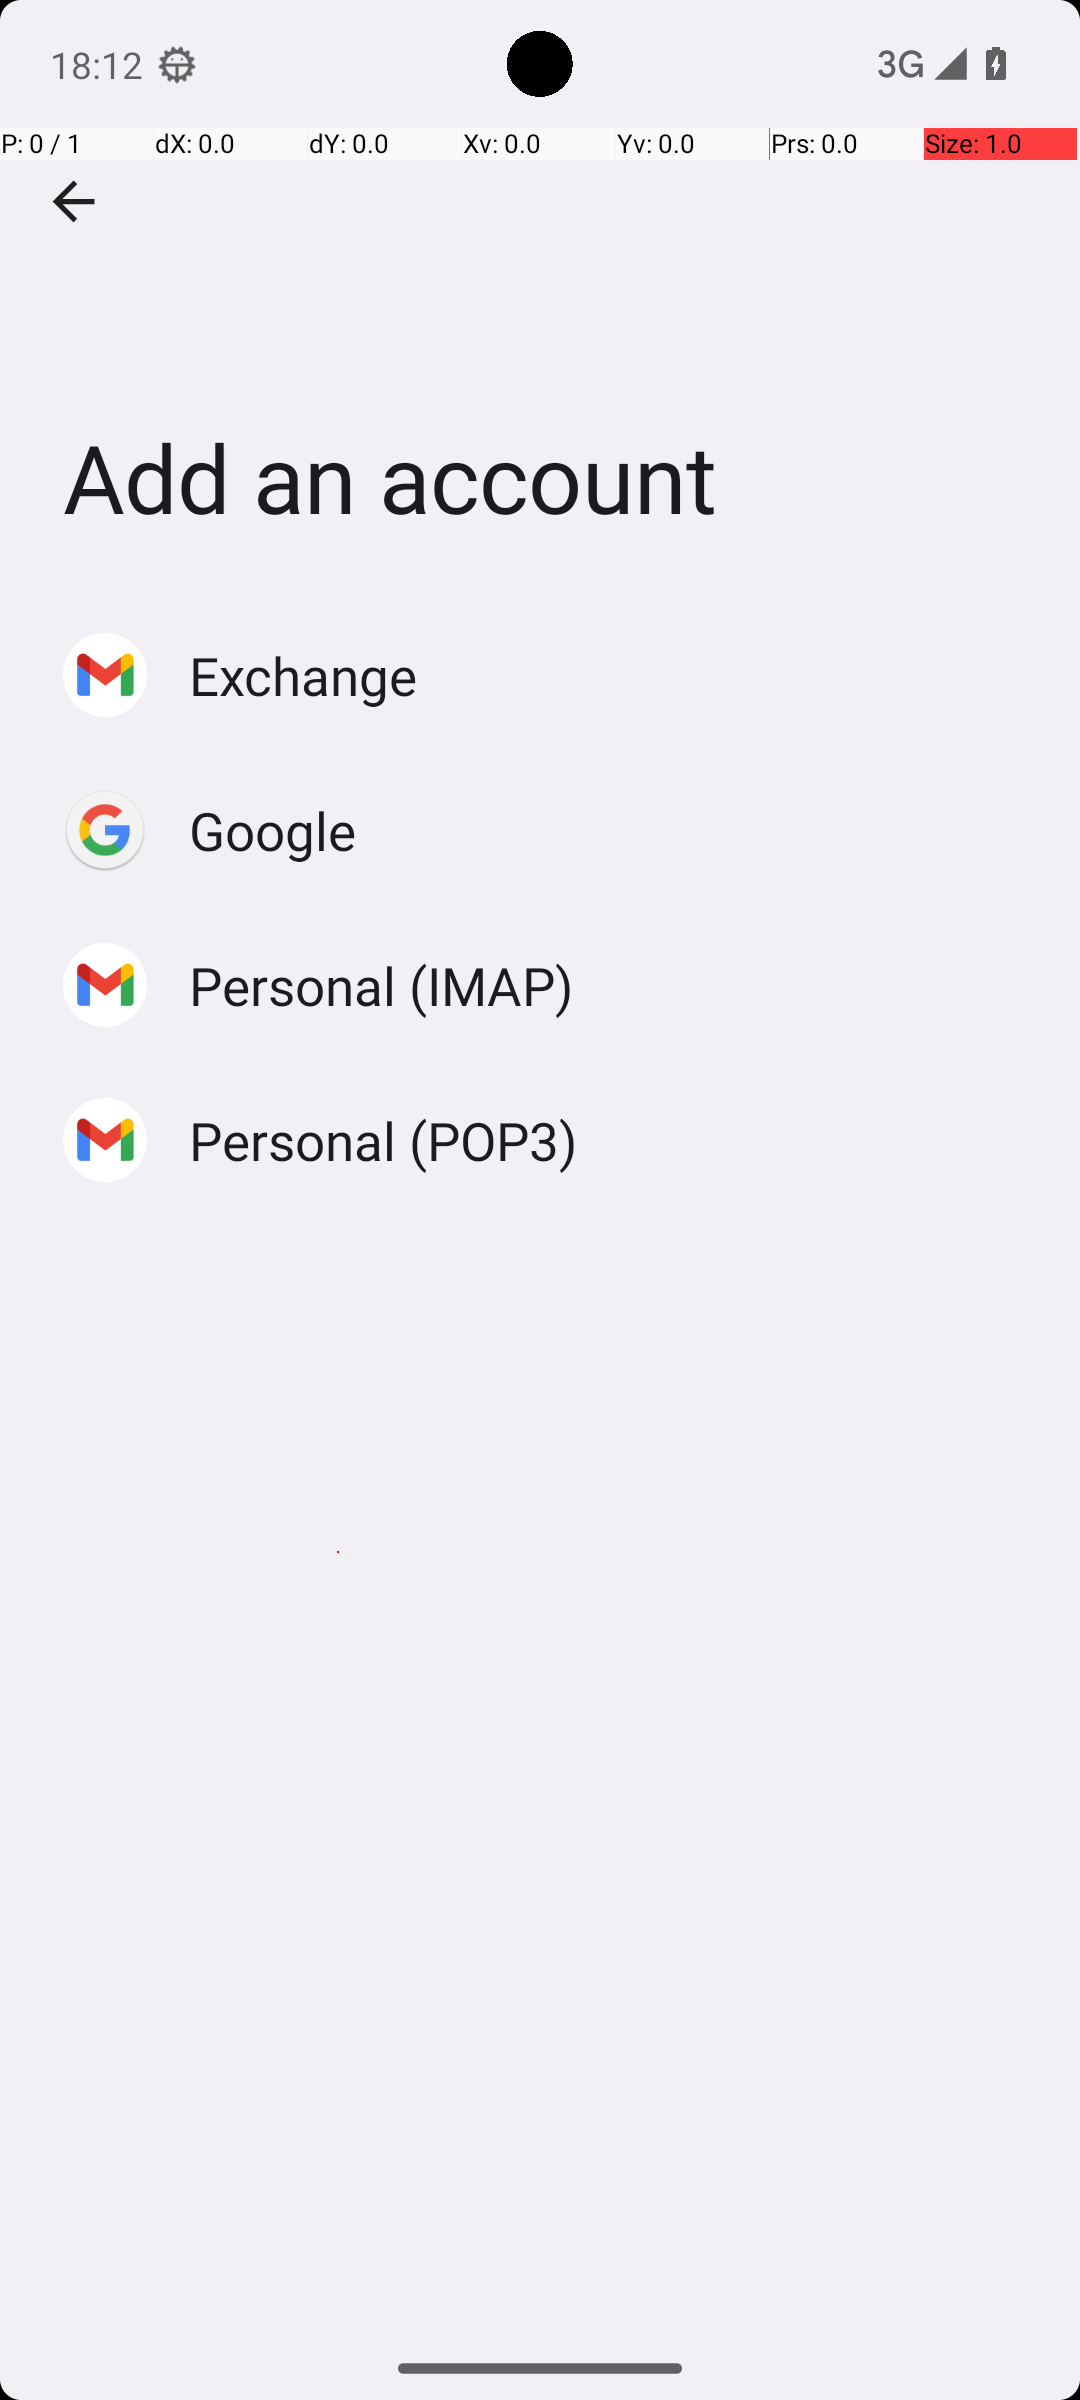 18:12
3G
P: 0 / 1 dX: 0.0 dY: 0.0 Xv: 0.0 Yv: 0.0 Prs: 0.0 Size: 1.0
Add an account
Exchange
Google
Personal (IMAP)
Personal (POP3)